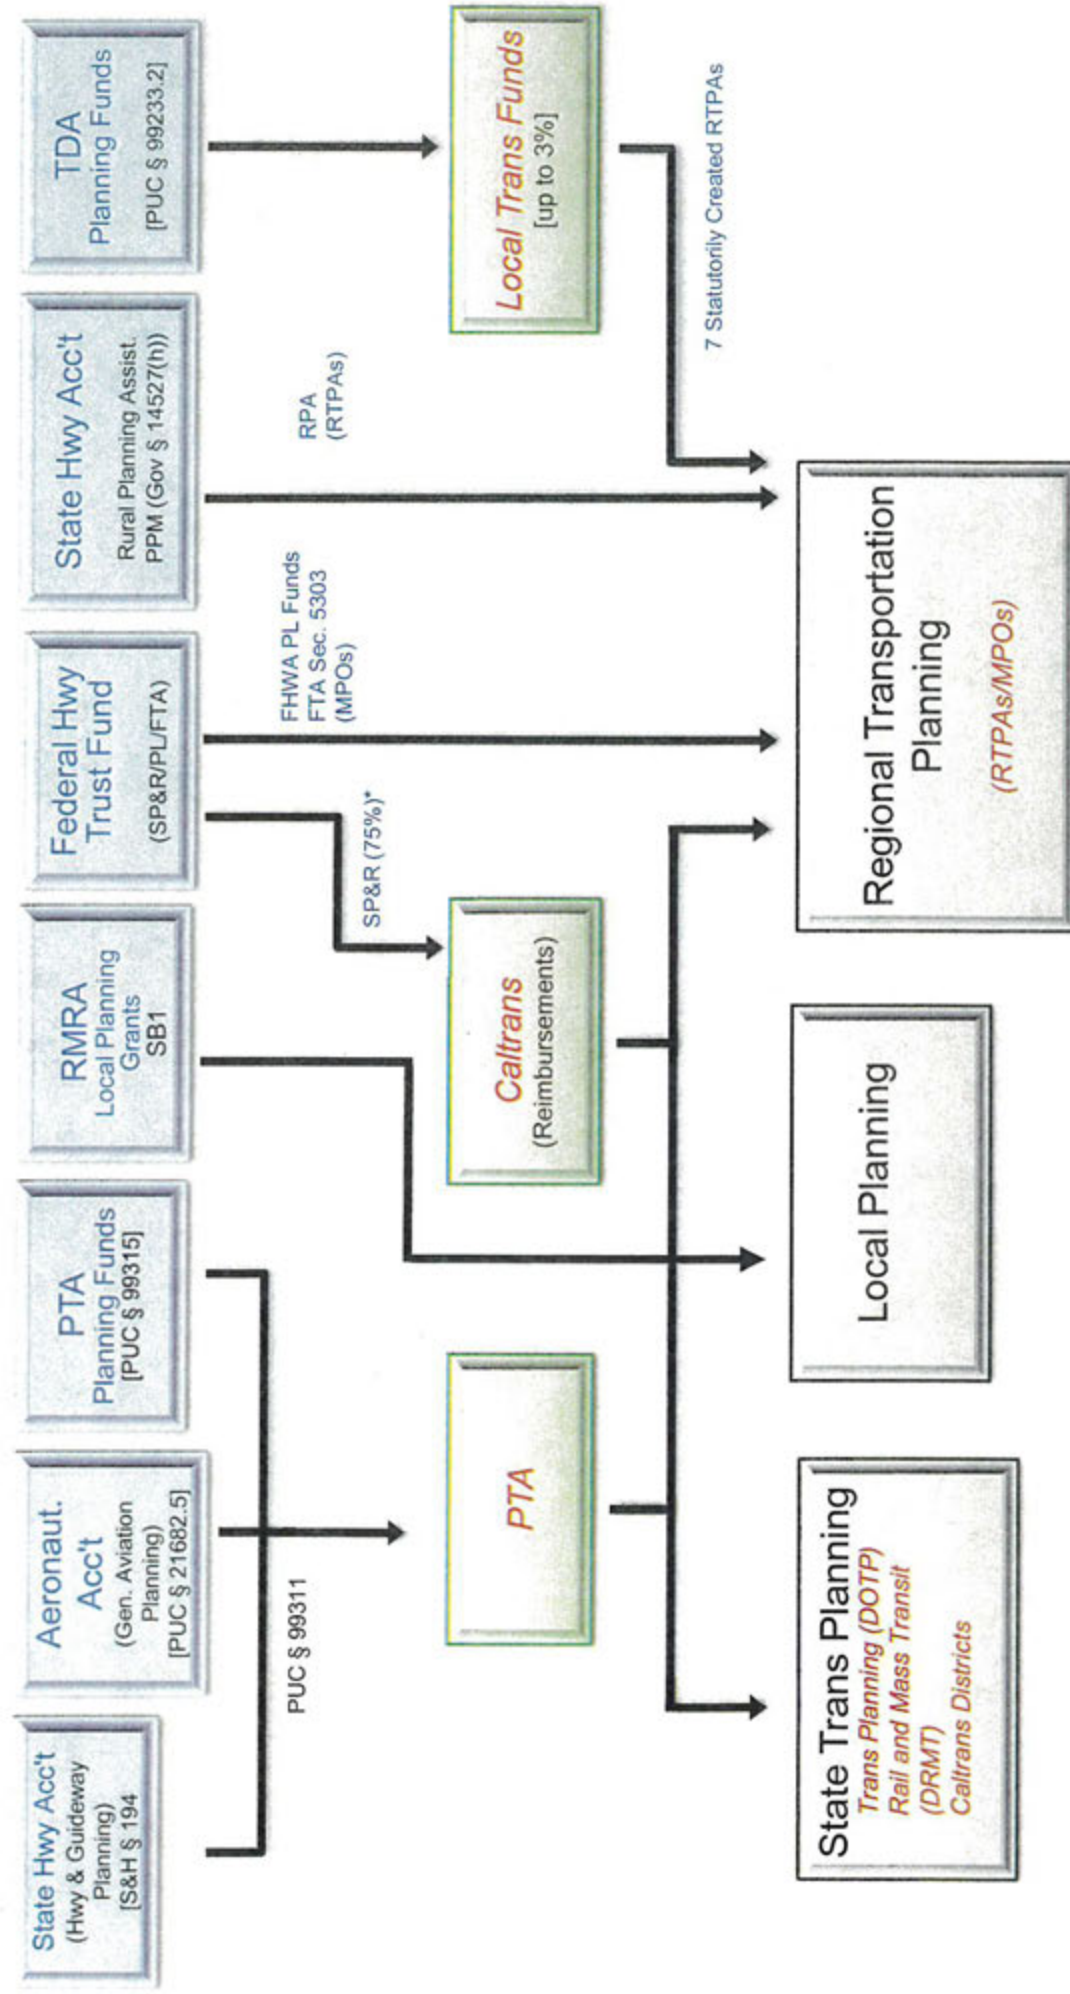 State Hwy Acc't
(Hwy & Guideway
Planning)
[S&H § 194
Aeronaut.
Acc't
(Gen. Aviation
Planning)
[PUC § 21682.5]
PTA
Planning Funds
[PUC § 99315]
RMRA
Local Planning
Grants
SB1
Federal Hwy
Trust Fund
(SP&R/PL/FTA)
State Hwy Acc't
Rural Planning Assist.
PPM (Gov § 14527(h))
TDA
Planning Funds
[PUC § 99233.2]
PUC § 99311
SP&R (75%)*
FHWA PL Funds
FTA Sec. 5303
(MPOs)
RPA
(RTPAs)
PTA
Caltrans
(Reimbursements)
Local Trans Funds
[up to 3%]
7 Statutorily Created RTPAs
State Trans Planning
Trans Planning (DOTP)
Rail and Mass Transit
(DRMT)
Caltrans Districts
Local Planning
Regional Transportation
Planning
(RTPAs/MPOs)